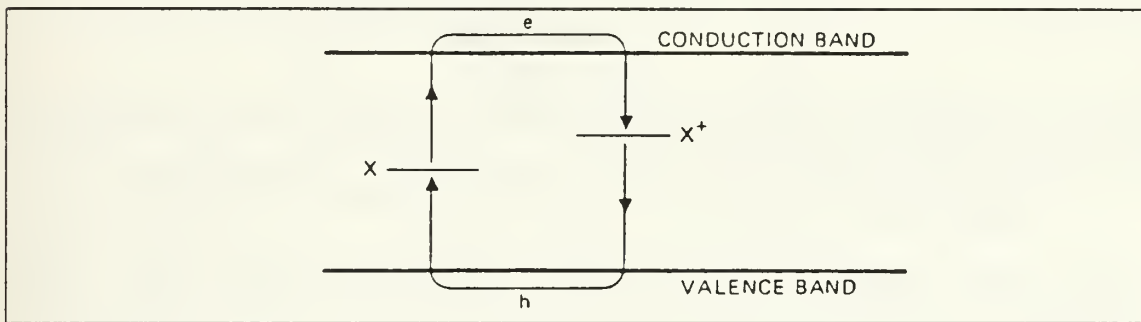 e
CONDUCTION BAND
X⁺
X
VALENCE BAND
h